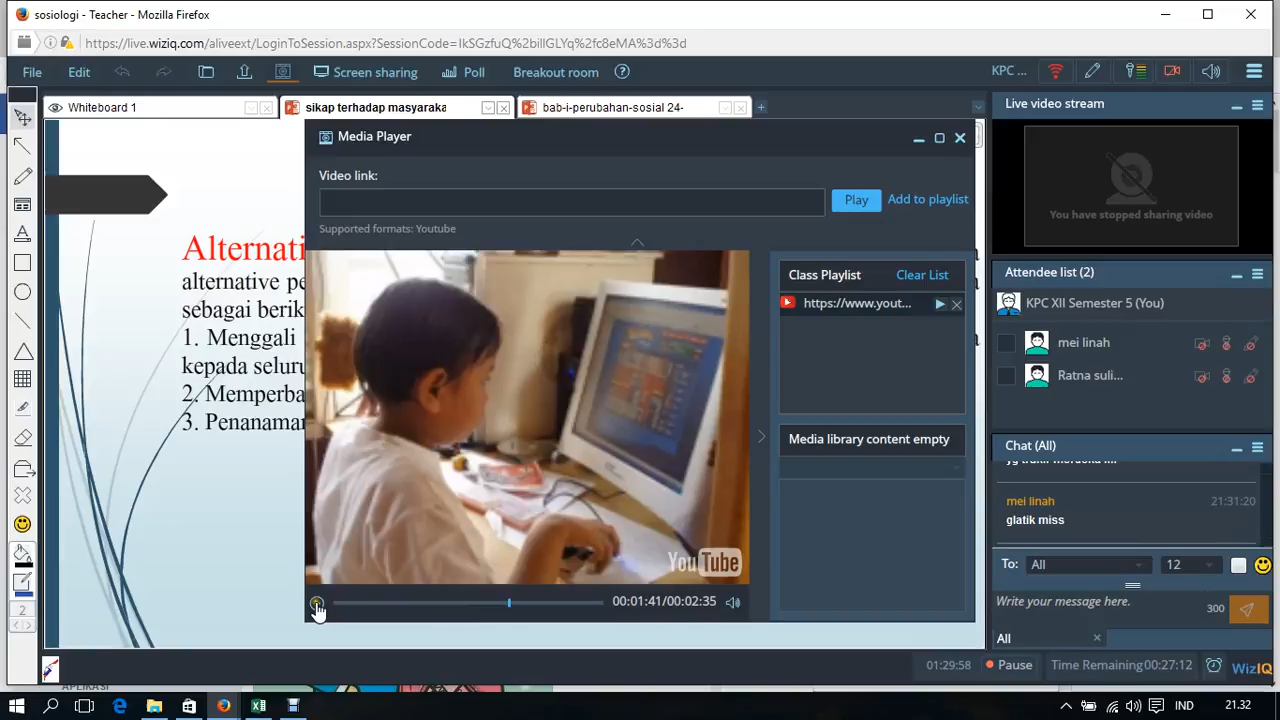 sosiologi - Teacher - Mozilla Firefox
https://live.wiziq.com/aliveext/LoginToSession.aspx?SessionCode=IkSGzfuQ%2billGLYq%2fc8eMA%3d%3d
File Edit Screen sharing Poll Breakout room ? KPC ...
Whiteboard 1 sikap terhadap masyaraka bab-i-perubahan-sosial 24- +
Live video stream
You have stopped sharing video
Attendee list (2)
KPC XII Semester 5 (You)
mei linah
Ratna suli...
Chat (All)
mei linah 21:31:20
glatik miss
To: All 12
Write your message here. 300
All
Media Player
Video link:
Play Add to playlist
Supported formats: Youtube
Class Playlist Clear List
https://www.yout...
Media library content empty
YouTube
00:01:41/00:02:35
Alternati
alternative pe
sebagai berik
1. Menggali
kepada seluru
2. Memperba
3. Penanaman
2
01:29:58 Pause Time Remaining 00:27:12 WizIQ
APLIKASI
IND 21.32